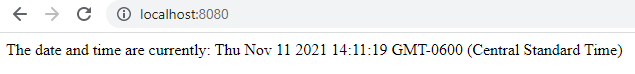 localhost:8080
The date and time are currently: Thu Nov 11 2021 14:11:19 GMT-0600 (Central Standard Time)